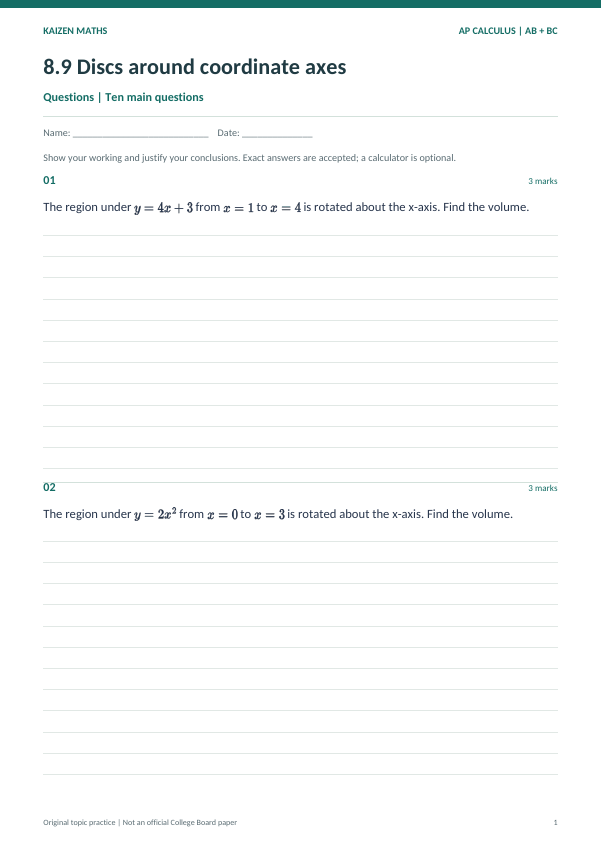 KAIZEN MATHS
AP CALCULUS | AB + BC
8.9 Discs around coordinate axes
Questions | Ten main questions
Name: ____________________________ Date: ______________
Show your working and justify your conclusions. Exact answers are accepted; a calculator is optional.
01
3 marks
The region under y = 4x + 3 from x = 1 to x = 4 is rotated about the x-axis. Find the volume.
02
3 marks
The region under y = 2x² from x = 0 to x = 3 is rotated about the x-axis. Find the volume.
Original topic practice | Not an official College Board paper
1